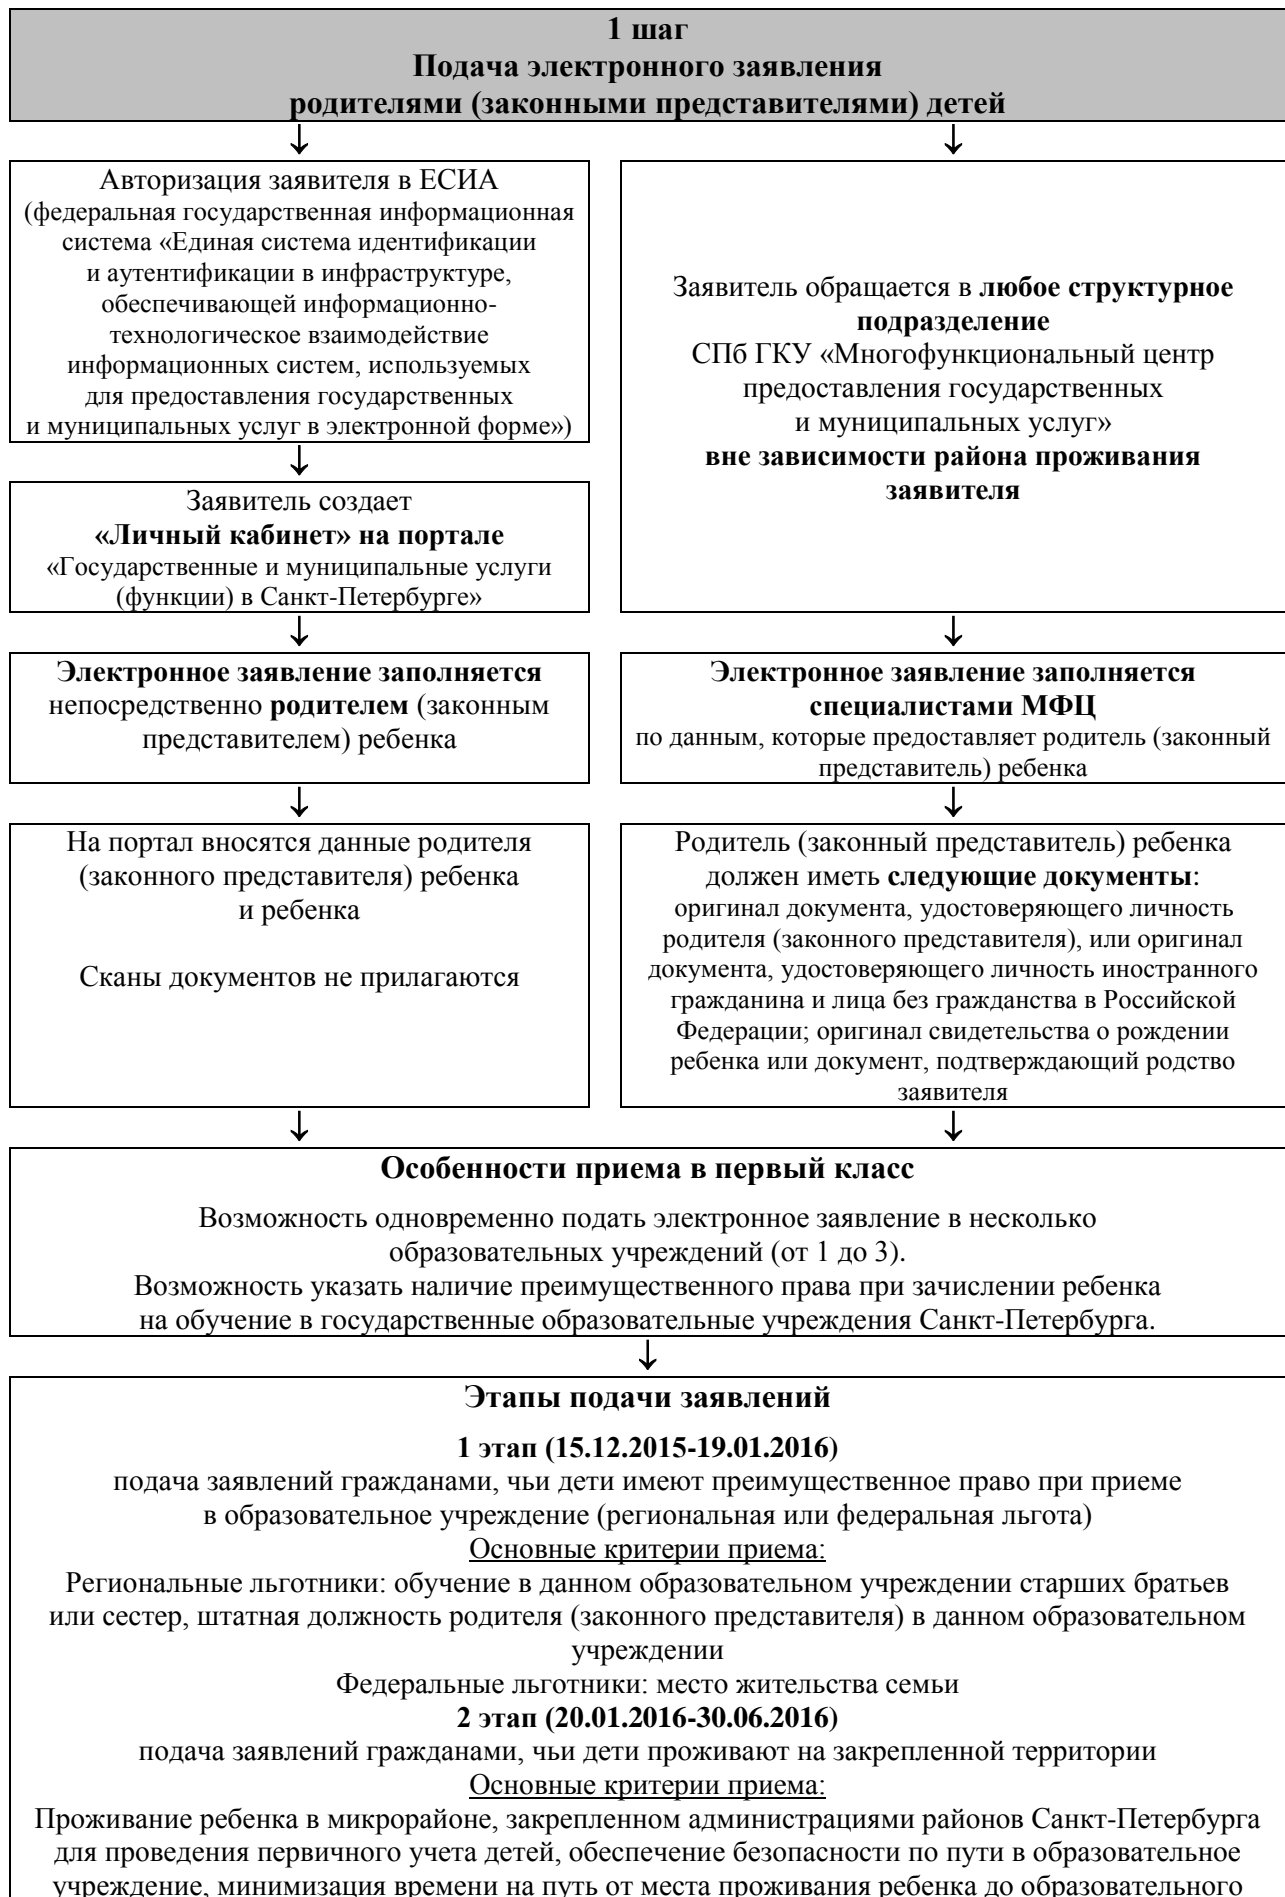 1 шаг
Подача электронного заявления
родителями (законными представителями) детей
↓
↓
Авторизация заявителя в ЕСИА
(федеральная государственная информационная
система «Единая система идентификации
и аутентификации в инфраструктуре,
обеспечивающей информационно-
технологическое взаимодействие
информационных систем, используемых
для предоставления государственных
и муниципальных услуг в электронной форме»)
↓
Заявитель создает
«Личный кабинет» на портале
«Государственные и муниципальные услуги
(функции) в Санкт-Петербурге»
Заявитель обращается в любое структурное
подразделение
СПб ГКУ «Многофункциональный центр
предоставления государственных
и муниципальных услуг»
вне зависимости района проживания
заявителя
↓
↓
Электронное заявление заполняется
непосредственно родителем (законным
представителем) ребенка
Электронное заявление заполняется
специалистами МФЦ
по данным, которые предоставляет родитель (законный
представитель) ребенка
↓
↓
На портал вносятся данные родителя
(законного представителя) ребенка
и ребенка
Сканы документов не прилагаются
Родитель (законный представитель) ребенка
должен иметь следующие документы:
оригинал документа, удостоверяющего личность
родителя (законного представителя), или оригинал
документа, удостоверяющего личность иностранного
гражданина и лица без гражданства в Российской
Федерации; оригинал свидетельства о рождении
ребенка или документ, подтверждающий родство
заявителя
↓
↓
Особенности приема в первый класс
Возможность одновременно подать электронное заявление в несколько
образовательных учреждений (от 1 до 3).
Возможность указать наличие преимущественного права при зачислении ребенка
на обучение в государственные образовательные учреждения Санкт-Петербурга.
↓
Этапы подачи заявлений
1 этап (15.12.2015-19.01.2016)
подача заявлений гражданами, чьи дети имеют преимущественное право при приеме
в образовательное учреждение (региональная или федеральная льгота)
Основные критерии приема:
Региональные льготники: обучение в данном образовательном учреждении старших братьев
или сестер, штатная должность родителя (законного представителя) в данном образовательном
учреждении
Федеральные льготники: место жительства семьи
2 этап (20.01.2016-30.06.2016)
подача заявлений гражданами, чьи дети проживают на закрепленной территории
Основные критерии приема:
Проживание ребенка в микрорайоне, закрепленном администрациями районов Санкт-Петербурга
для проведения первичного учета детей, обеспечение безопасности по пути в образовательное
учреждение, минимизация времени на путь от места проживания ребенка до образовательного